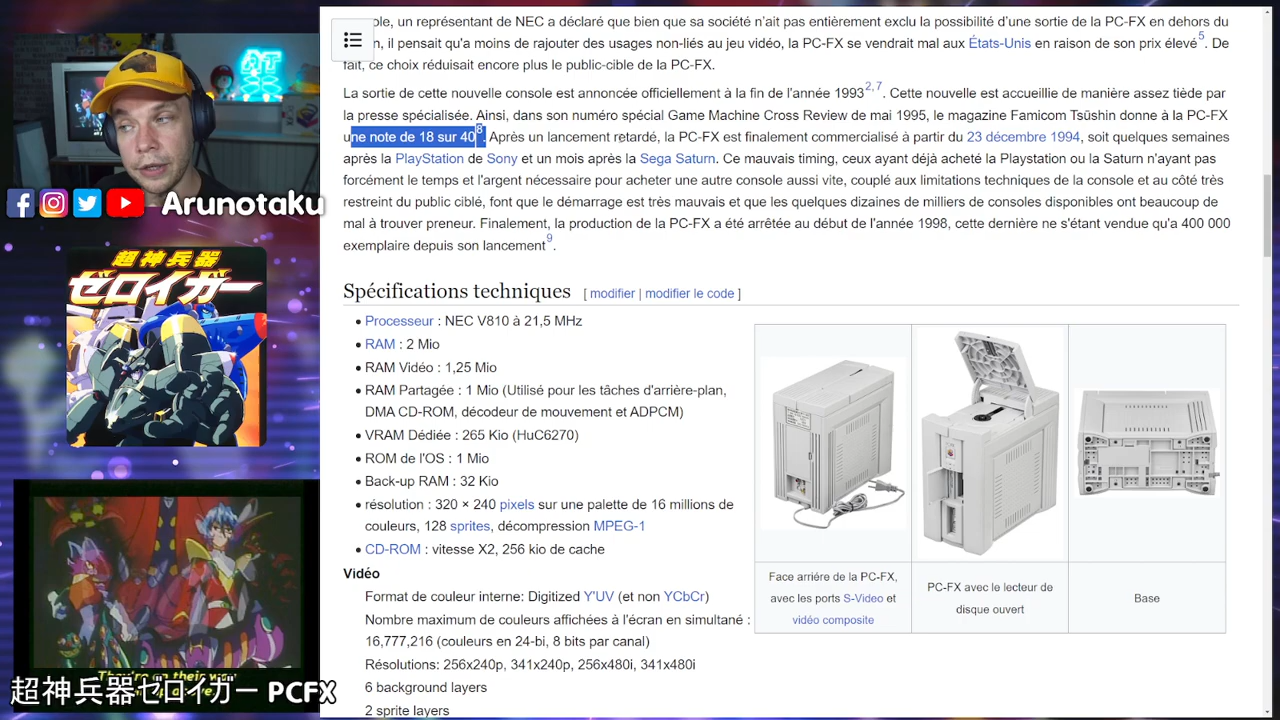 ole, un représentant de NEC a déclaré que bien que sa société n'ait pas entièrement exclu la possibilité d'une sortie de la PC-FX en dehors du
n, il pensait qu'a moins de rajouter des usages non-liés au jeu vidéo, la PC-FX se vendrait mal aux États-Unis en raison de son prix élevé5. De
fait, ce choix réduisait encore plus le public-cible de la PC-FX.
La sortie de cette nouvelle console est annoncée officiellement à la fin de l'année 19932,7. Cette nouvelle est accueillie de manière assez tiède par
la presse spécialisée. Ainsi, dans son numéro spécial Game Machine Cross Review de mai 1995, le magazine Famicom Tsūshin donne à la PC-FX
une note de 18 sur 408. Après un lancement retardé, la PC-FX est finalement commercialisé à partir du 23 décembre 1994, soit quelques semaines
après la PlayStation de Sony et un mois après la Sega Saturn. Ce mauvais timing, ceux ayant déjà acheté la Playstation ou la Saturn n'ayant pas
forcément le temps et l'argent nécessaire pour acheter une autre console aussi vite, couplé aux limitations techniques de la console et au côté très
restreint du public ciblé, font que le démarrage est très mauvais et que les quelques dizaines de milliers de consoles disponibles ont beaucoup de
mal à trouver preneur. Finalement, la production de la PC-FX a été arrêtée au début de l'année 1998, cette dernière ne s'étant vendue qu'a 400 000
exemplaire depuis son lancement9.
Spécifications techniques [ modifier | modifier le code ]
• Processeur : NEC V810 à 21,5 MHz
• RAM : 2 Mio
• RAM Vidéo : 1,25 Mio
• RAM Partagée : 1 Mio (Utilisé pour les tâches d'arrière-plan,
DMA CD-ROM, décodeur de mouvement et ADPCM)
• VRAM Dédiée : 265 Kio (HuC6270)
• ROM de l'OS : 1 Mio
• Back-up RAM : 32 Kio
• résolution : 320 × 240 pixels sur une palette de 16 millions de
couleurs, 128 sprites, décompression MPEG-1
• CD-ROM : vitesse X2, 256 kio de cache
Vidéo
Format de couleur interne: Digitized Y'UV (et non YCbCr)
Nombre maximum de couleurs affichées à l'écran en simultané :
16,777,216 (couleurs en 24-bi, 8 bits par canal)
Résolutions: 256x240p, 341x240p, 256x480i, 341x480i
6 background layers
2 sprite layers
Face arriére de la PC-FX,
avec les ports S-Video et
vidéo composite
PC-FX avec le lecteur de
disque ouvert
Base
Arunotaku
超神兵器
ゼロイガー
They're on their way
超神兵器ゼロイガー PCFX